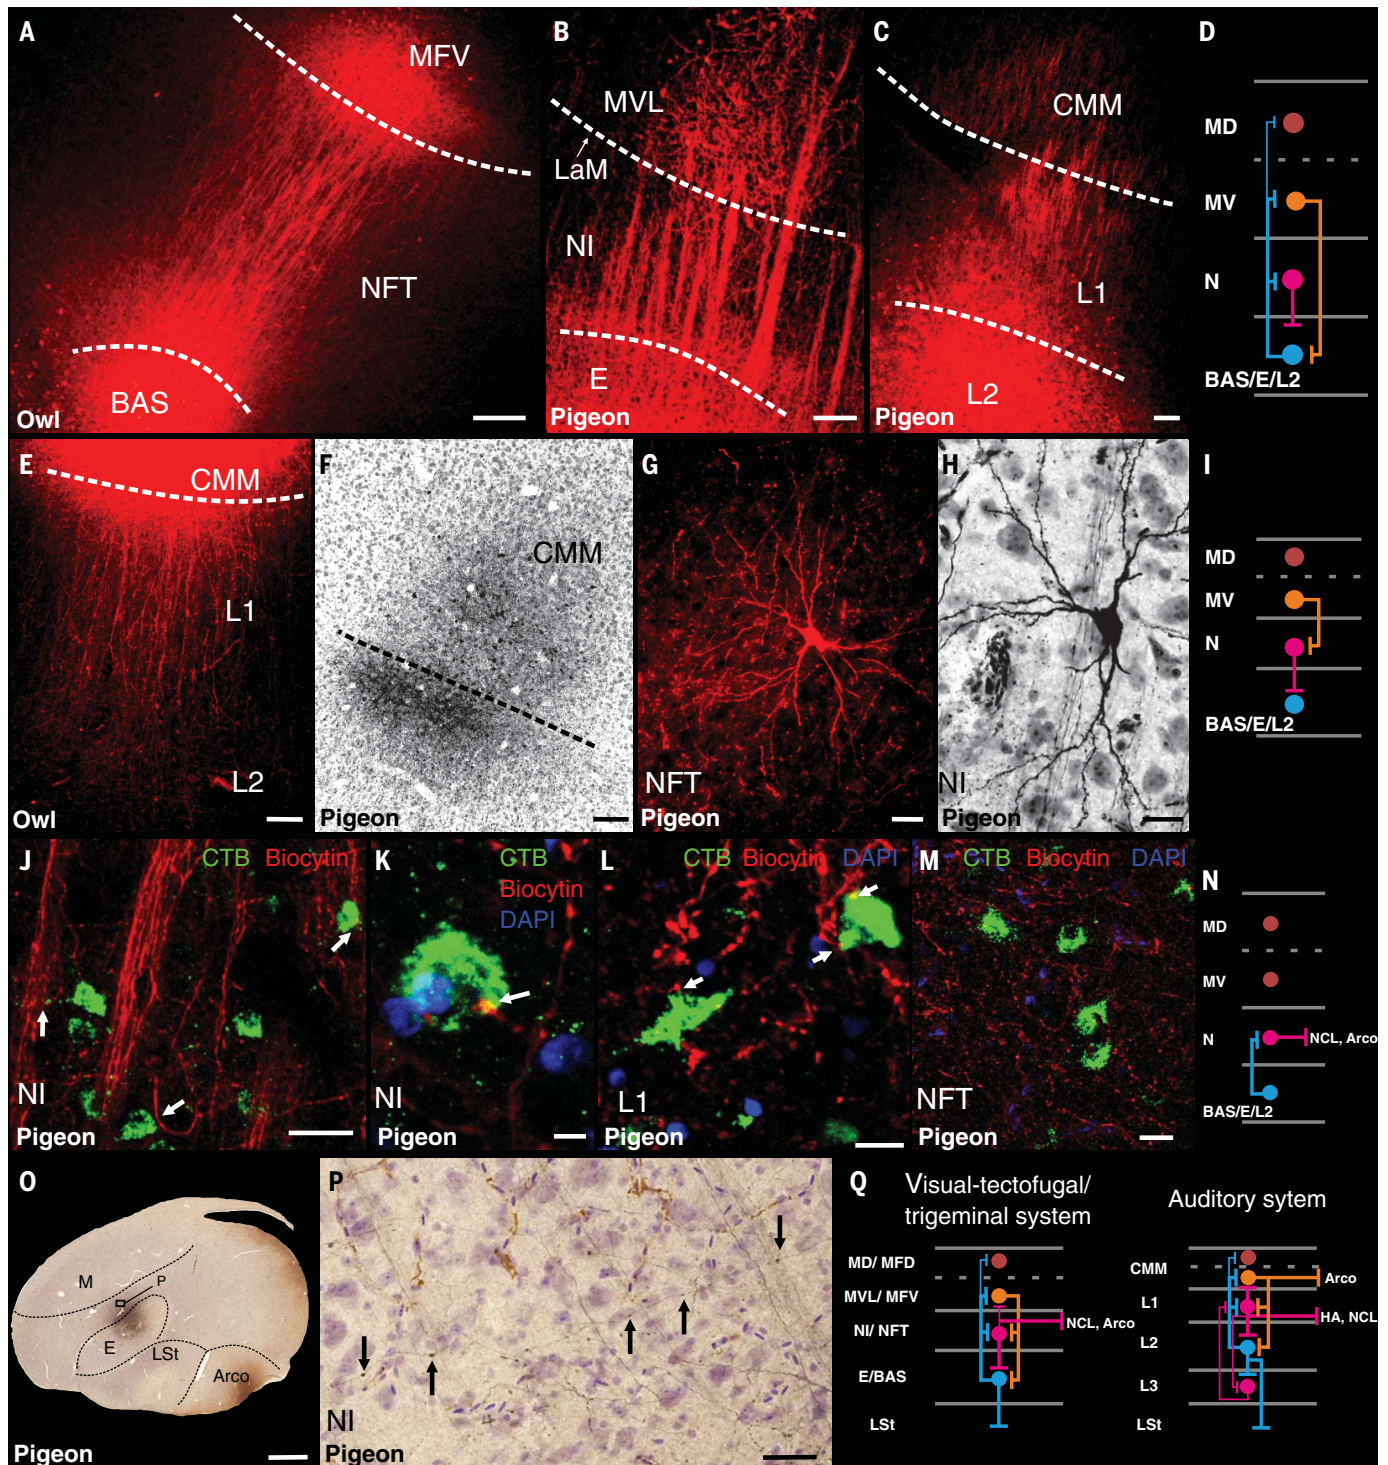 A
MFV
NFT
BAS
Owl
B
MVL
LaM
NI
E
Pigeon
C
CMM
L1
L2
Pigeon
D
MD
MV
N
BAS/E/L2
E
CMM
L1
L2
Owl
F
CMM
Pigeon
G
NFT
Pigeon
H
NI
Pigeon
I
MD
MV
N
BAS/E/L2
J
CTB Biocytin
NI
Pigeon
K
CTB
Biocytin
DAPI
NI
Pigeon
L
CTB Biocytin DAPI
L1
Pigeon
M
CTB Biocytin DAPI
NFT
Pigeon
N
MD
MV
N
NCL, Arco
BAS/E/L2
O
M
P
E
LSt
Arco
Pigeon
P
NI
Pigeon
Q
Visual-tectofugal/
trigeminal system
MD/ MFD
MVL/ MFV
NI/ NFT
NCL, Arco
E/BAS
LSt
Auditory sytem
CMM
Arco
L1
HA, NCL
L2
L3
LSt